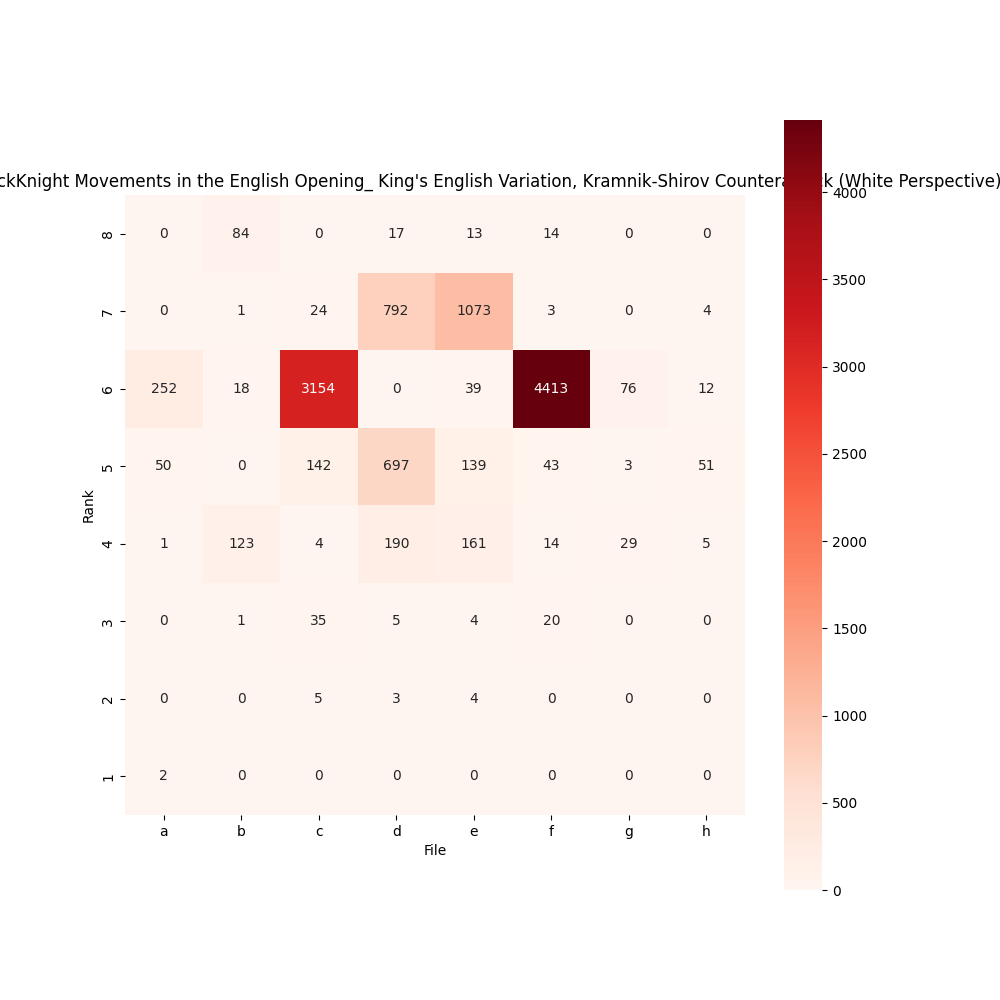 ckKnight Movements in the English Opening_ King's English Variation, Kramnik-Shirov Counterattack (White Perspective)
8 0 84 0 17 13 14 0 0
7 0 1 24 792 1073 3 0 4
6 252 18 3154 0 39 4413 76 12
5 50 0 142 697 139 43 3 51
Rank
4 1 123 4 190 161 14 29 5
3 0 1 35 5 4 20 0 0
2 0 0 5 3 4 0 0 0
1 2 0 0 0 0 0 0 0
a b c d e f g h
File
4000
3500
3000
2500
2000
1500
1000
500
0